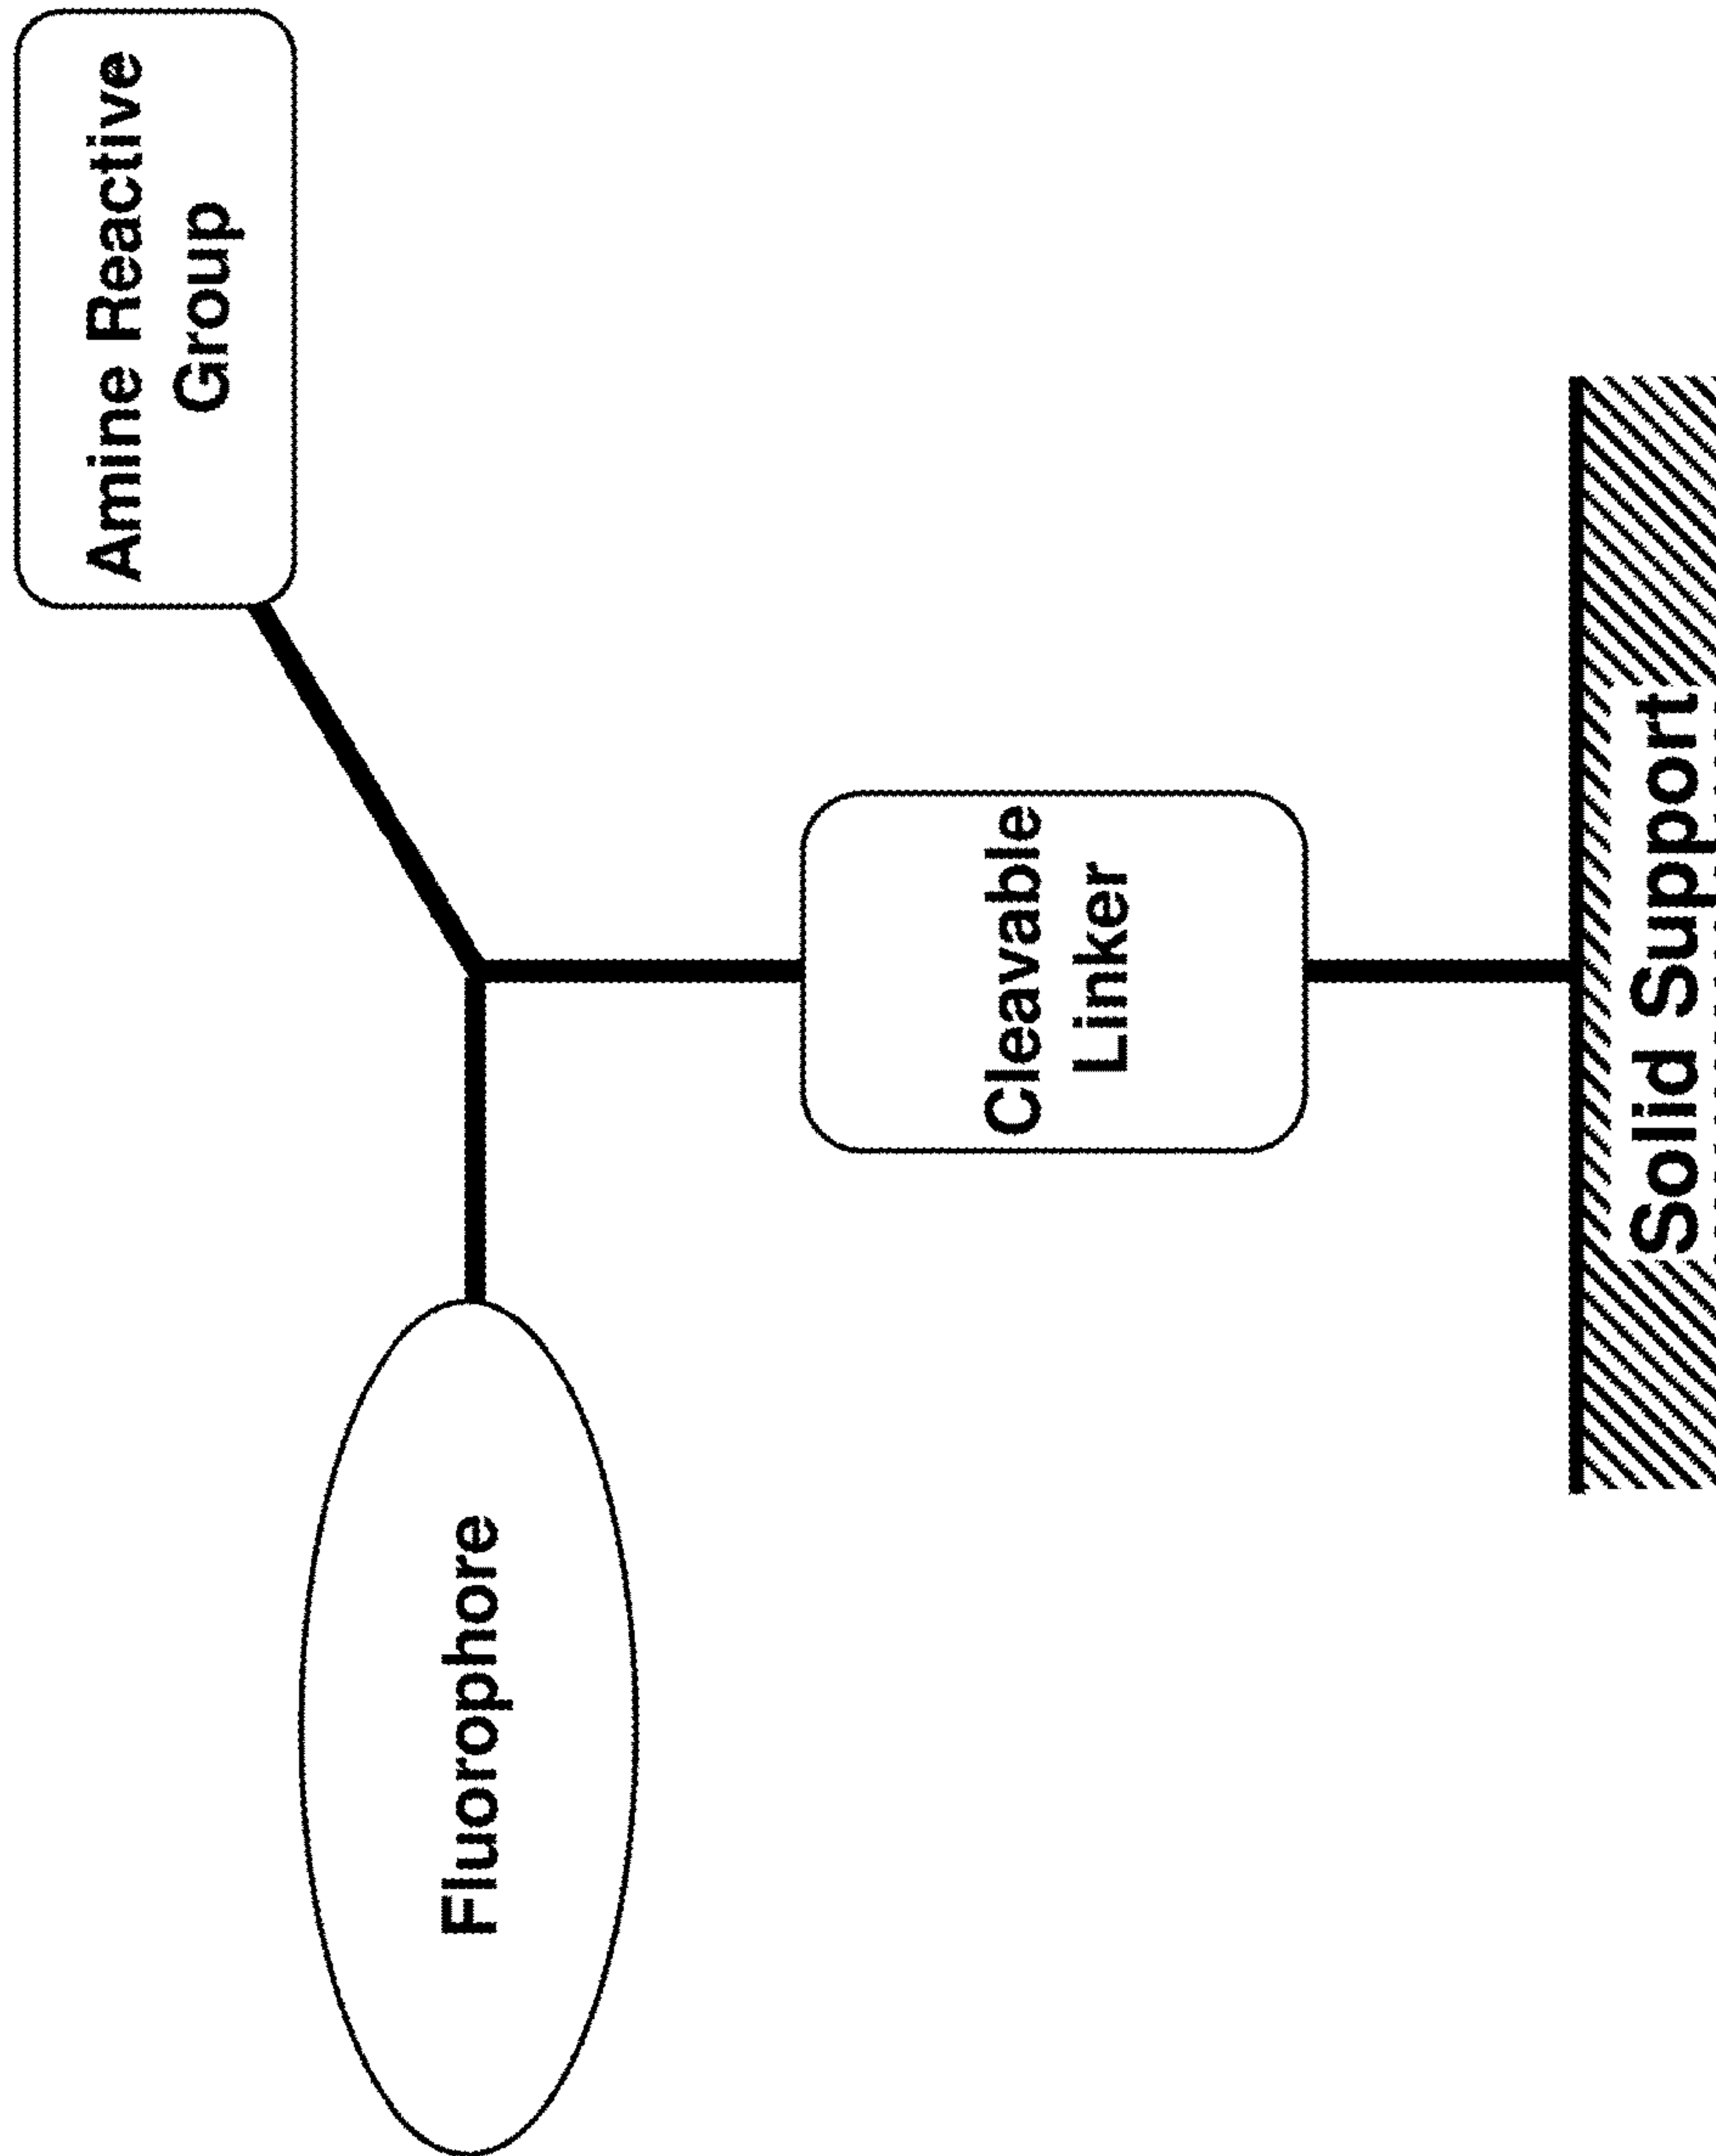 Amine Reactive
Group
Fluorophore
Cleavable
Linker
Solid Support